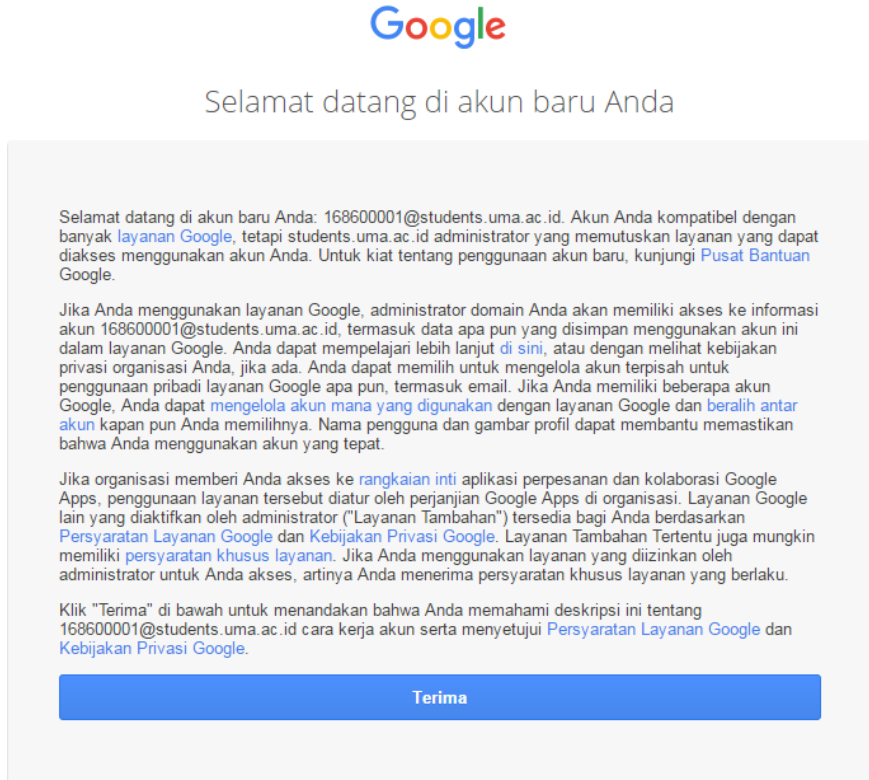 Google
Selamat datang di akun baru Anda
Selamat datang di akun baru Anda: 168600001@students.uma.ac.id. Akun Anda kompatibel dengan
banyak layanan Google, tetapi students.uma.ac.id administrator yang memutuskan layanan yang dapat
diakses menggunakan akun Anda. Untuk kiat tentang penggunaan akun baru, kunjungi Pusat Bantuan
Google.
Jika Anda menggunakan layanan Google, administrator domain Anda akan memiliki akses ke informasi
akun 168600001@students.uma.ac.id, termasuk data apa pun yang disimpan menggunakan akun ini
dalam layanan Google. Anda dapat mempelajari lebih lanjut di sini, atau dengan melihat kebijakan
privasi organisasi Anda, jika ada. Anda dapat memilih untuk mengelola akun terpisah untuk
penggunaan pribadi layanan Google apa pun, termasuk email. Jika Anda memiliki beberapa akun
Google, Anda dapat mengelola akun mana yang digunakan dengan layanan Google dan beralih antar
akun kapan pun Anda memilihnya. Nama pengguna dan gambar profil dapat membantu memastikan
bahwa Anda menggunakan akun yang tepat.
Jika organisasi memberi Anda akses ke rangkaian inti aplikasi perpesanan dan kolaborasi Google
Apps, penggunaan layanan tersebut diatur oleh perjanjian Google Apps di organisasi. Layanan Google
lain yang diaktifkan oleh administrator ("Layanan Tambahan") tersedia bagi Anda berdasarkan
Persyaratan Layanan Google dan Kebijakan Privasi Google. Layanan Tambahan Tertentu juga mungkin
memiliki persyaratan khusus layanan. Jika Anda menggunakan layanan yang diizinkan oleh
administrator untuk Anda akses, artinya Anda menerima persyaratan khusus layanan yang berlaku.
Klik "Terima" di bawah untuk menandakan bahwa Anda memahami deskripsi ini tentang
168600001@students.uma.ac.id cara kerja akun serta menyetujui Persyaratan Layanan Google dan
Kebijakan Privasi Google.
Terima